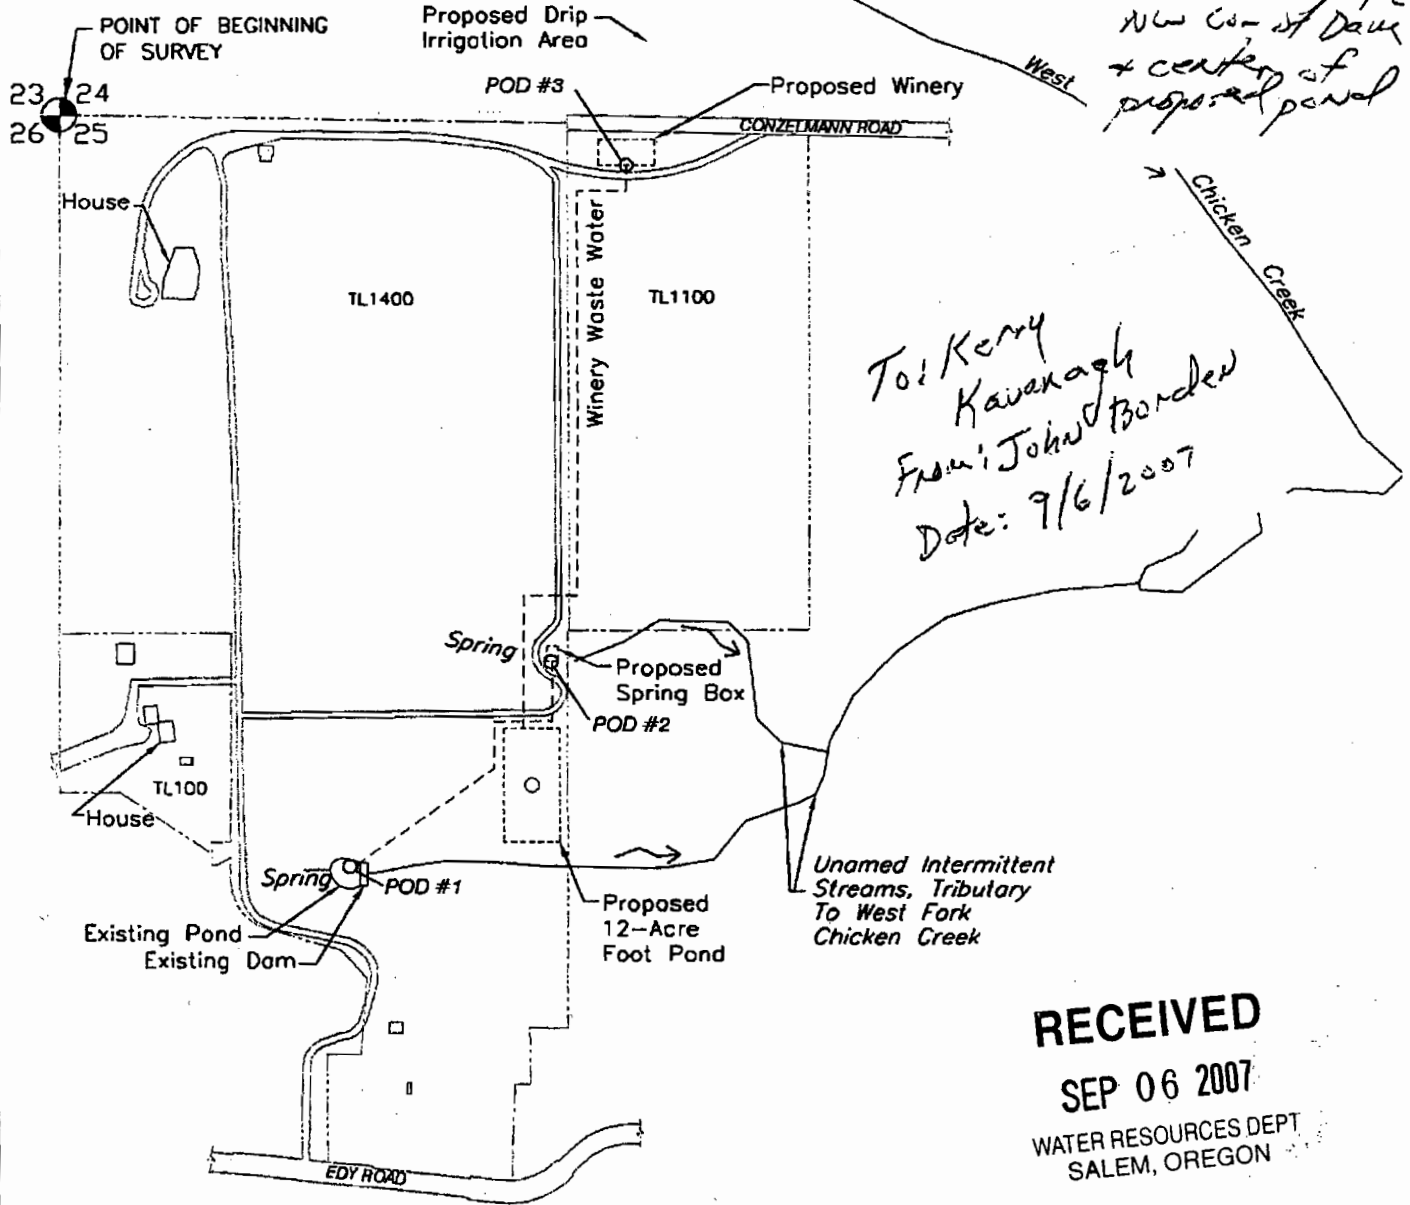 POINT OF BEGINNING
OF SURVEY
23 24
26 25
Proposed Drip
Irrigation Area
POD #3
Proposed Winery
CONZELMANN ROAD
West
+ center of
proposed pond
Chicken Creek
House
TL1400
Winery Waste Water
TL1100
To: Kerry
Kavanagh
From: John Borden
Date: 9/6/2007
Spring
Proposed
Spring Box
POD #2
TL100
House
Spring
POD #1
Existing Pond
Existing Dam
Proposed
12-Acre
Foot Pond
Unamed Intermittent
Streams, Tributary
To West Fork
Chicken Creek
EDY ROAD
RECEIVED
SEP 06 2007
WATER RESOURCES DEPT
SALEM, OREGON